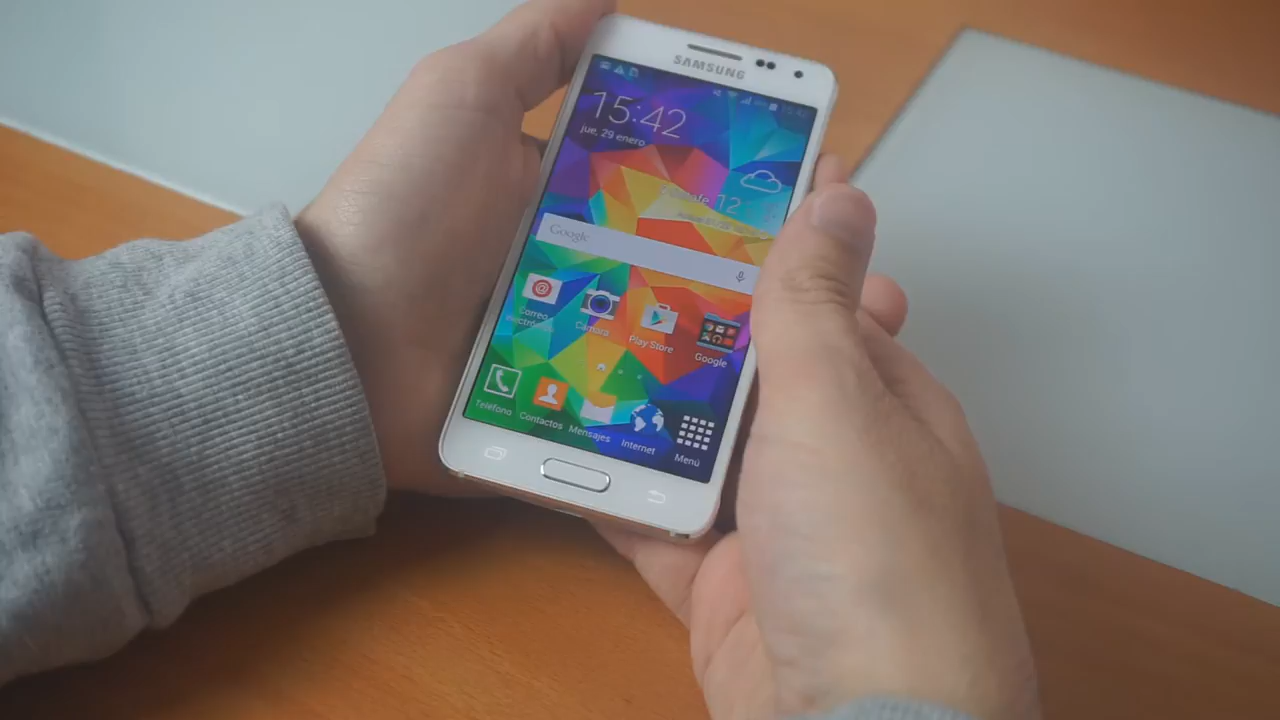 SAMSUNG
15:42
jue, 29 enero
12
Google
Correo
electrónico
Cámara
Play Store
Google
Teléfono
Contactos
Mensajes
Internet
Menú